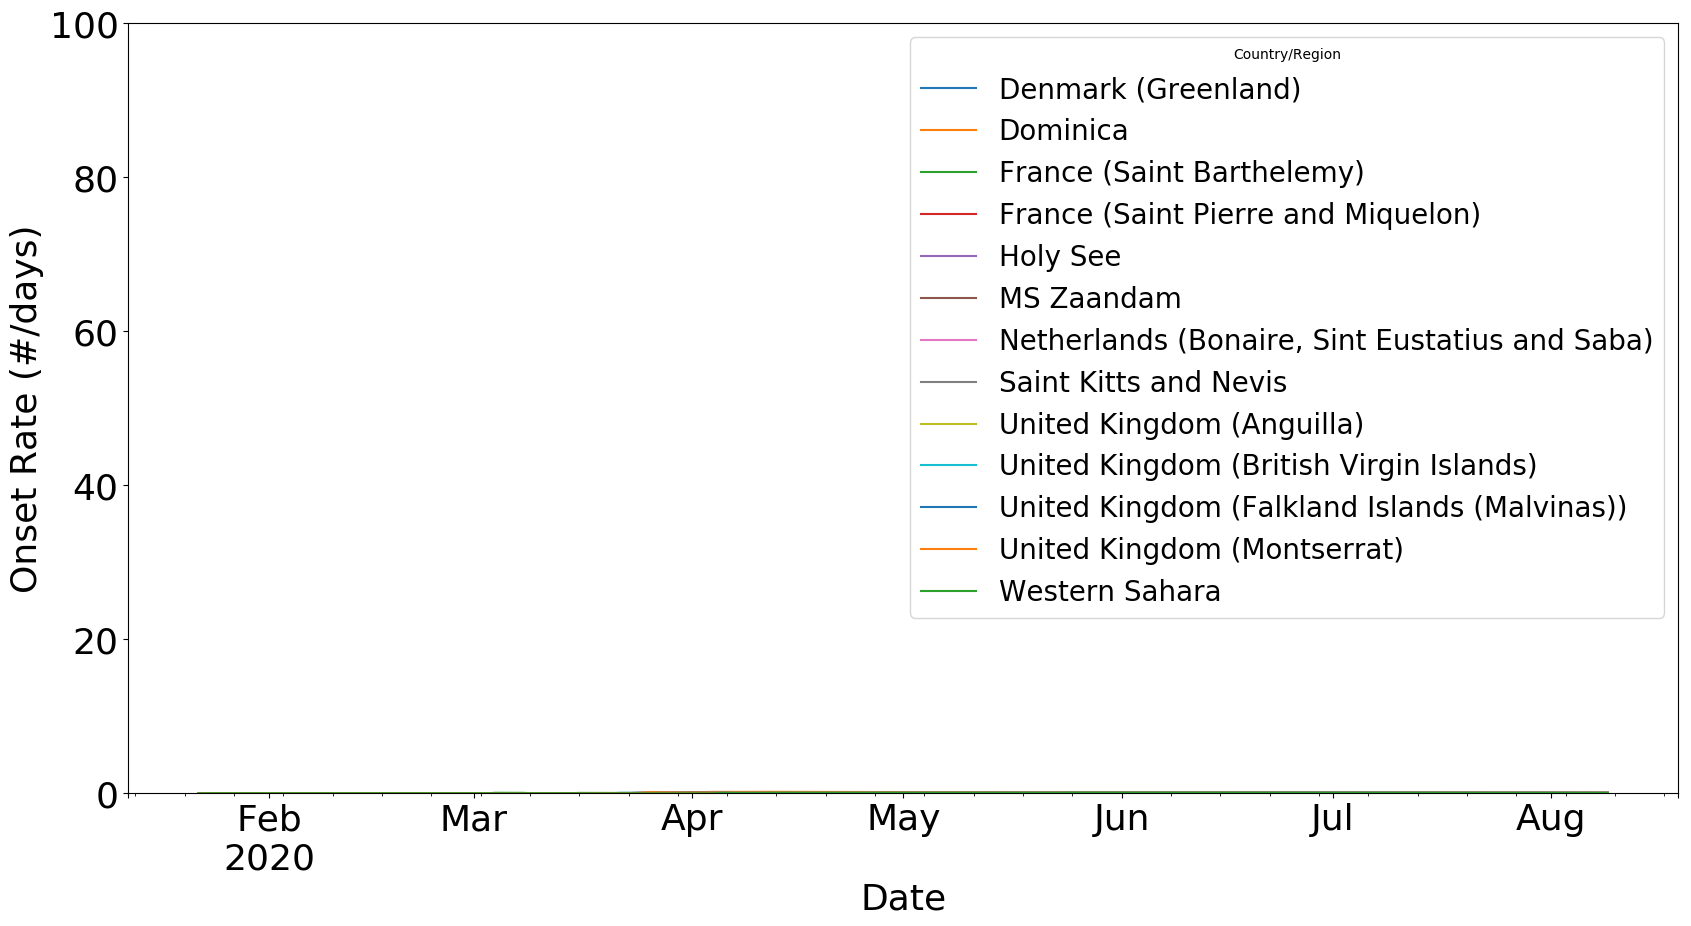 100
80
60
40
20
0
Onset Rate (#/days)
Country/Region
Denmark (Greenland)
Dominica
France (Saint Barthelemy)
France (Saint Pierre and Miquelon)
Holy See
MS Zaandam
Netherlands (Bonaire, Sint Eustatius and Saba)
Saint Kitts and Nevis
United Kingdom (Anguilla)
United Kingdom (British Virgin Islands)
United Kingdom (Falkland Islands (Malvinas))
United Kingdom (Montserrat)
Western Sahara
Feb Mar Apr May Jun Jul Aug
2020
Date